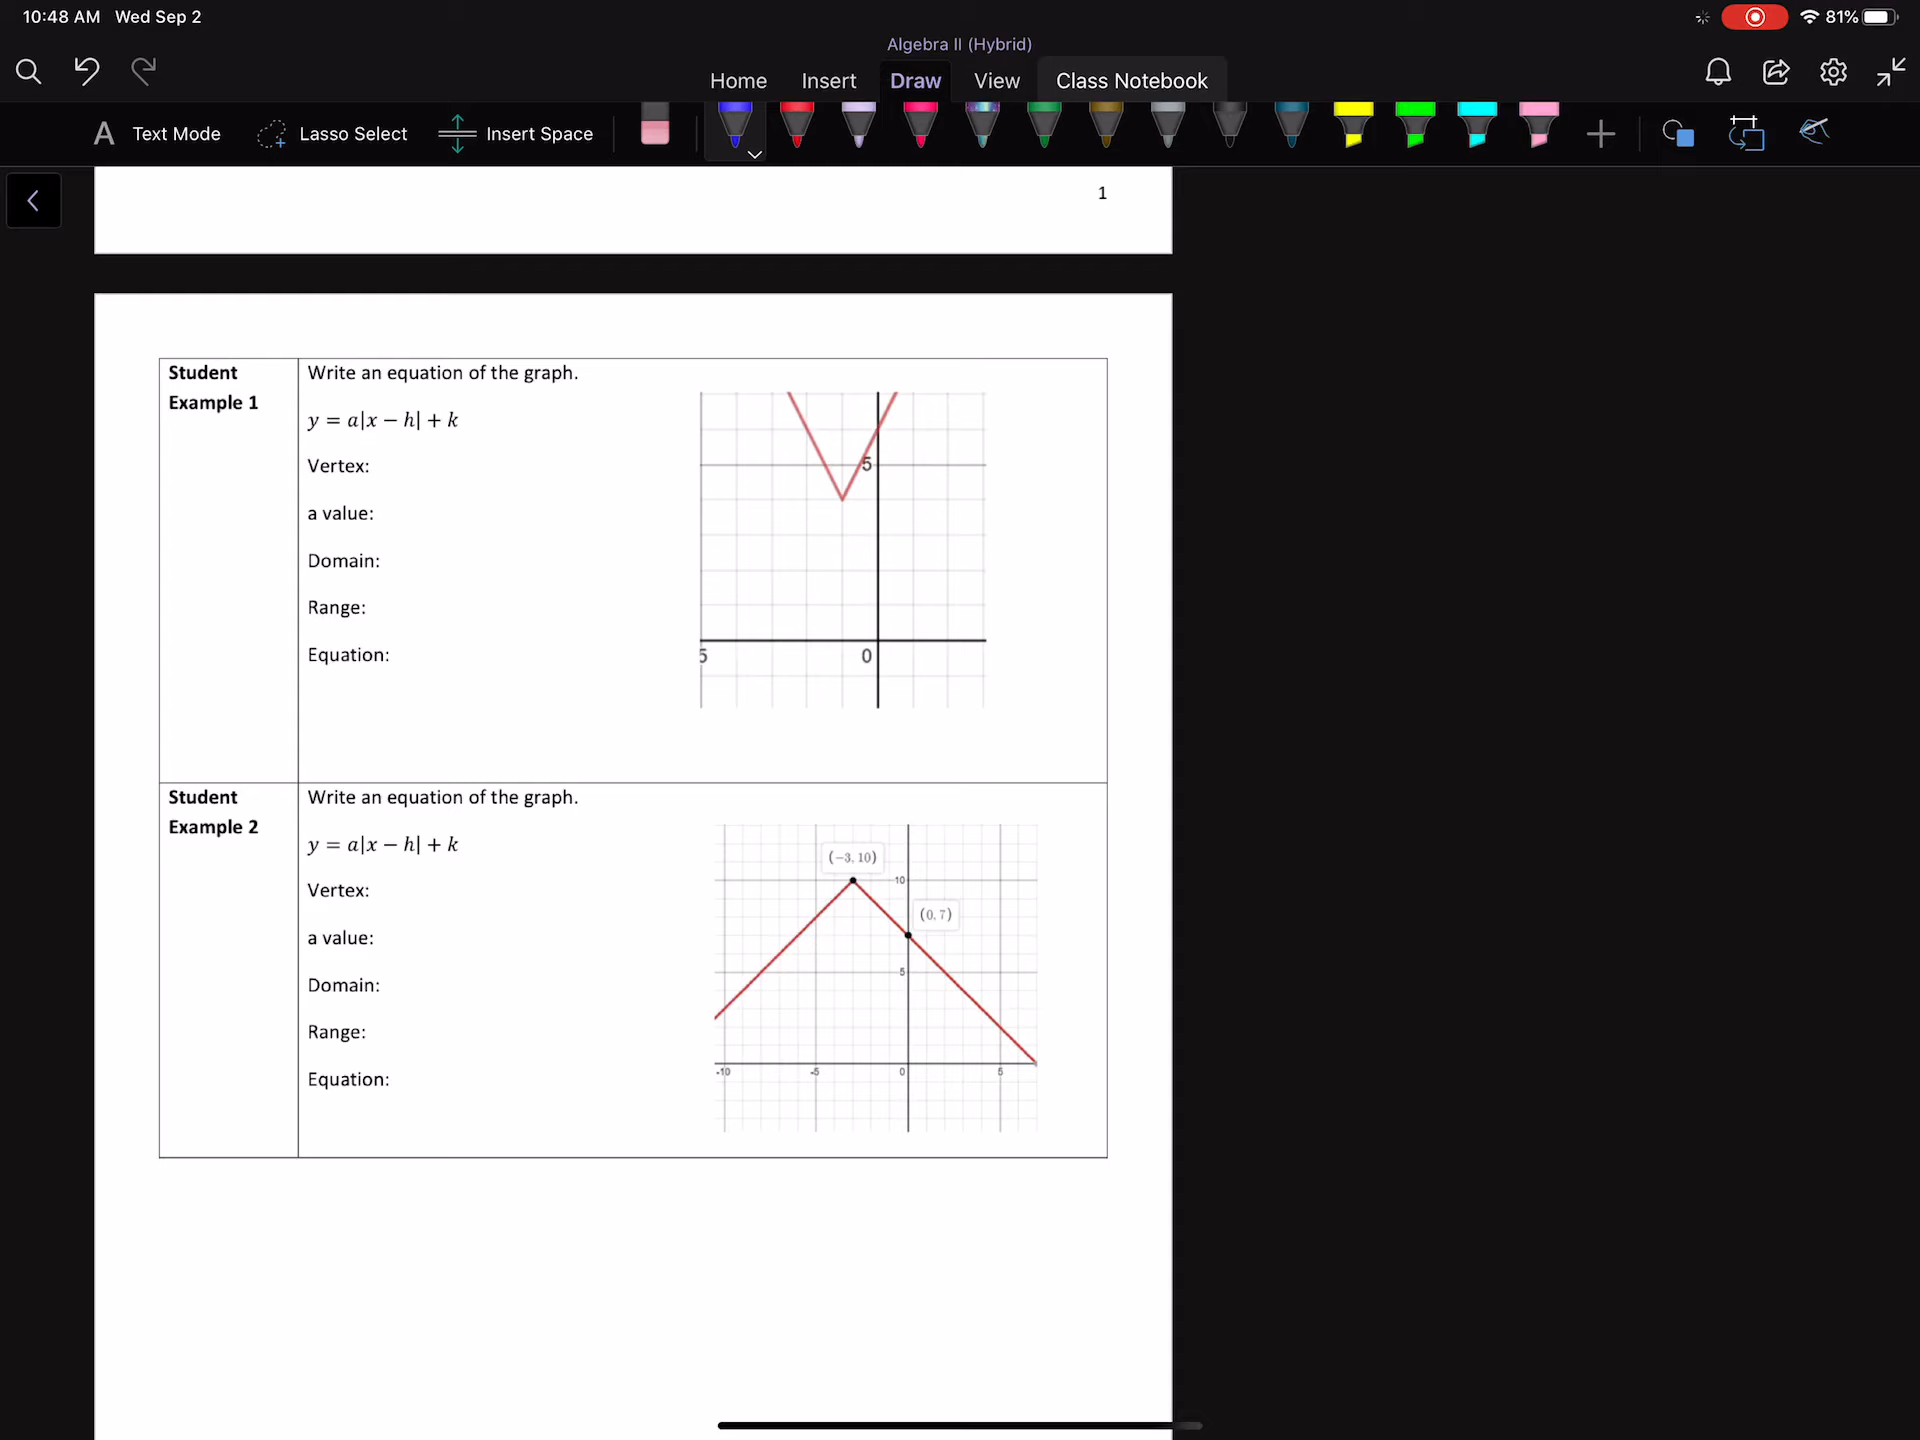 10:48 AM Wed Sep 2
81%
Algebra II (Hybrid)
Home Insert Draw View Class Notebook
A Text Mode Lasso Select Insert Space
1
Student Example 1
Write an equation of the graph.
y = a|x − h| + k
Vertex:
a value:
Domain:
Range:
Equation:
5
5 0
Student Example 2
Write an equation of the graph.
y = a|x − h| + k
Vertex:
a value:
Domain:
Range:
Equation:
(−3, 10)
10
(0, 7)
5
-10 -5 0 5